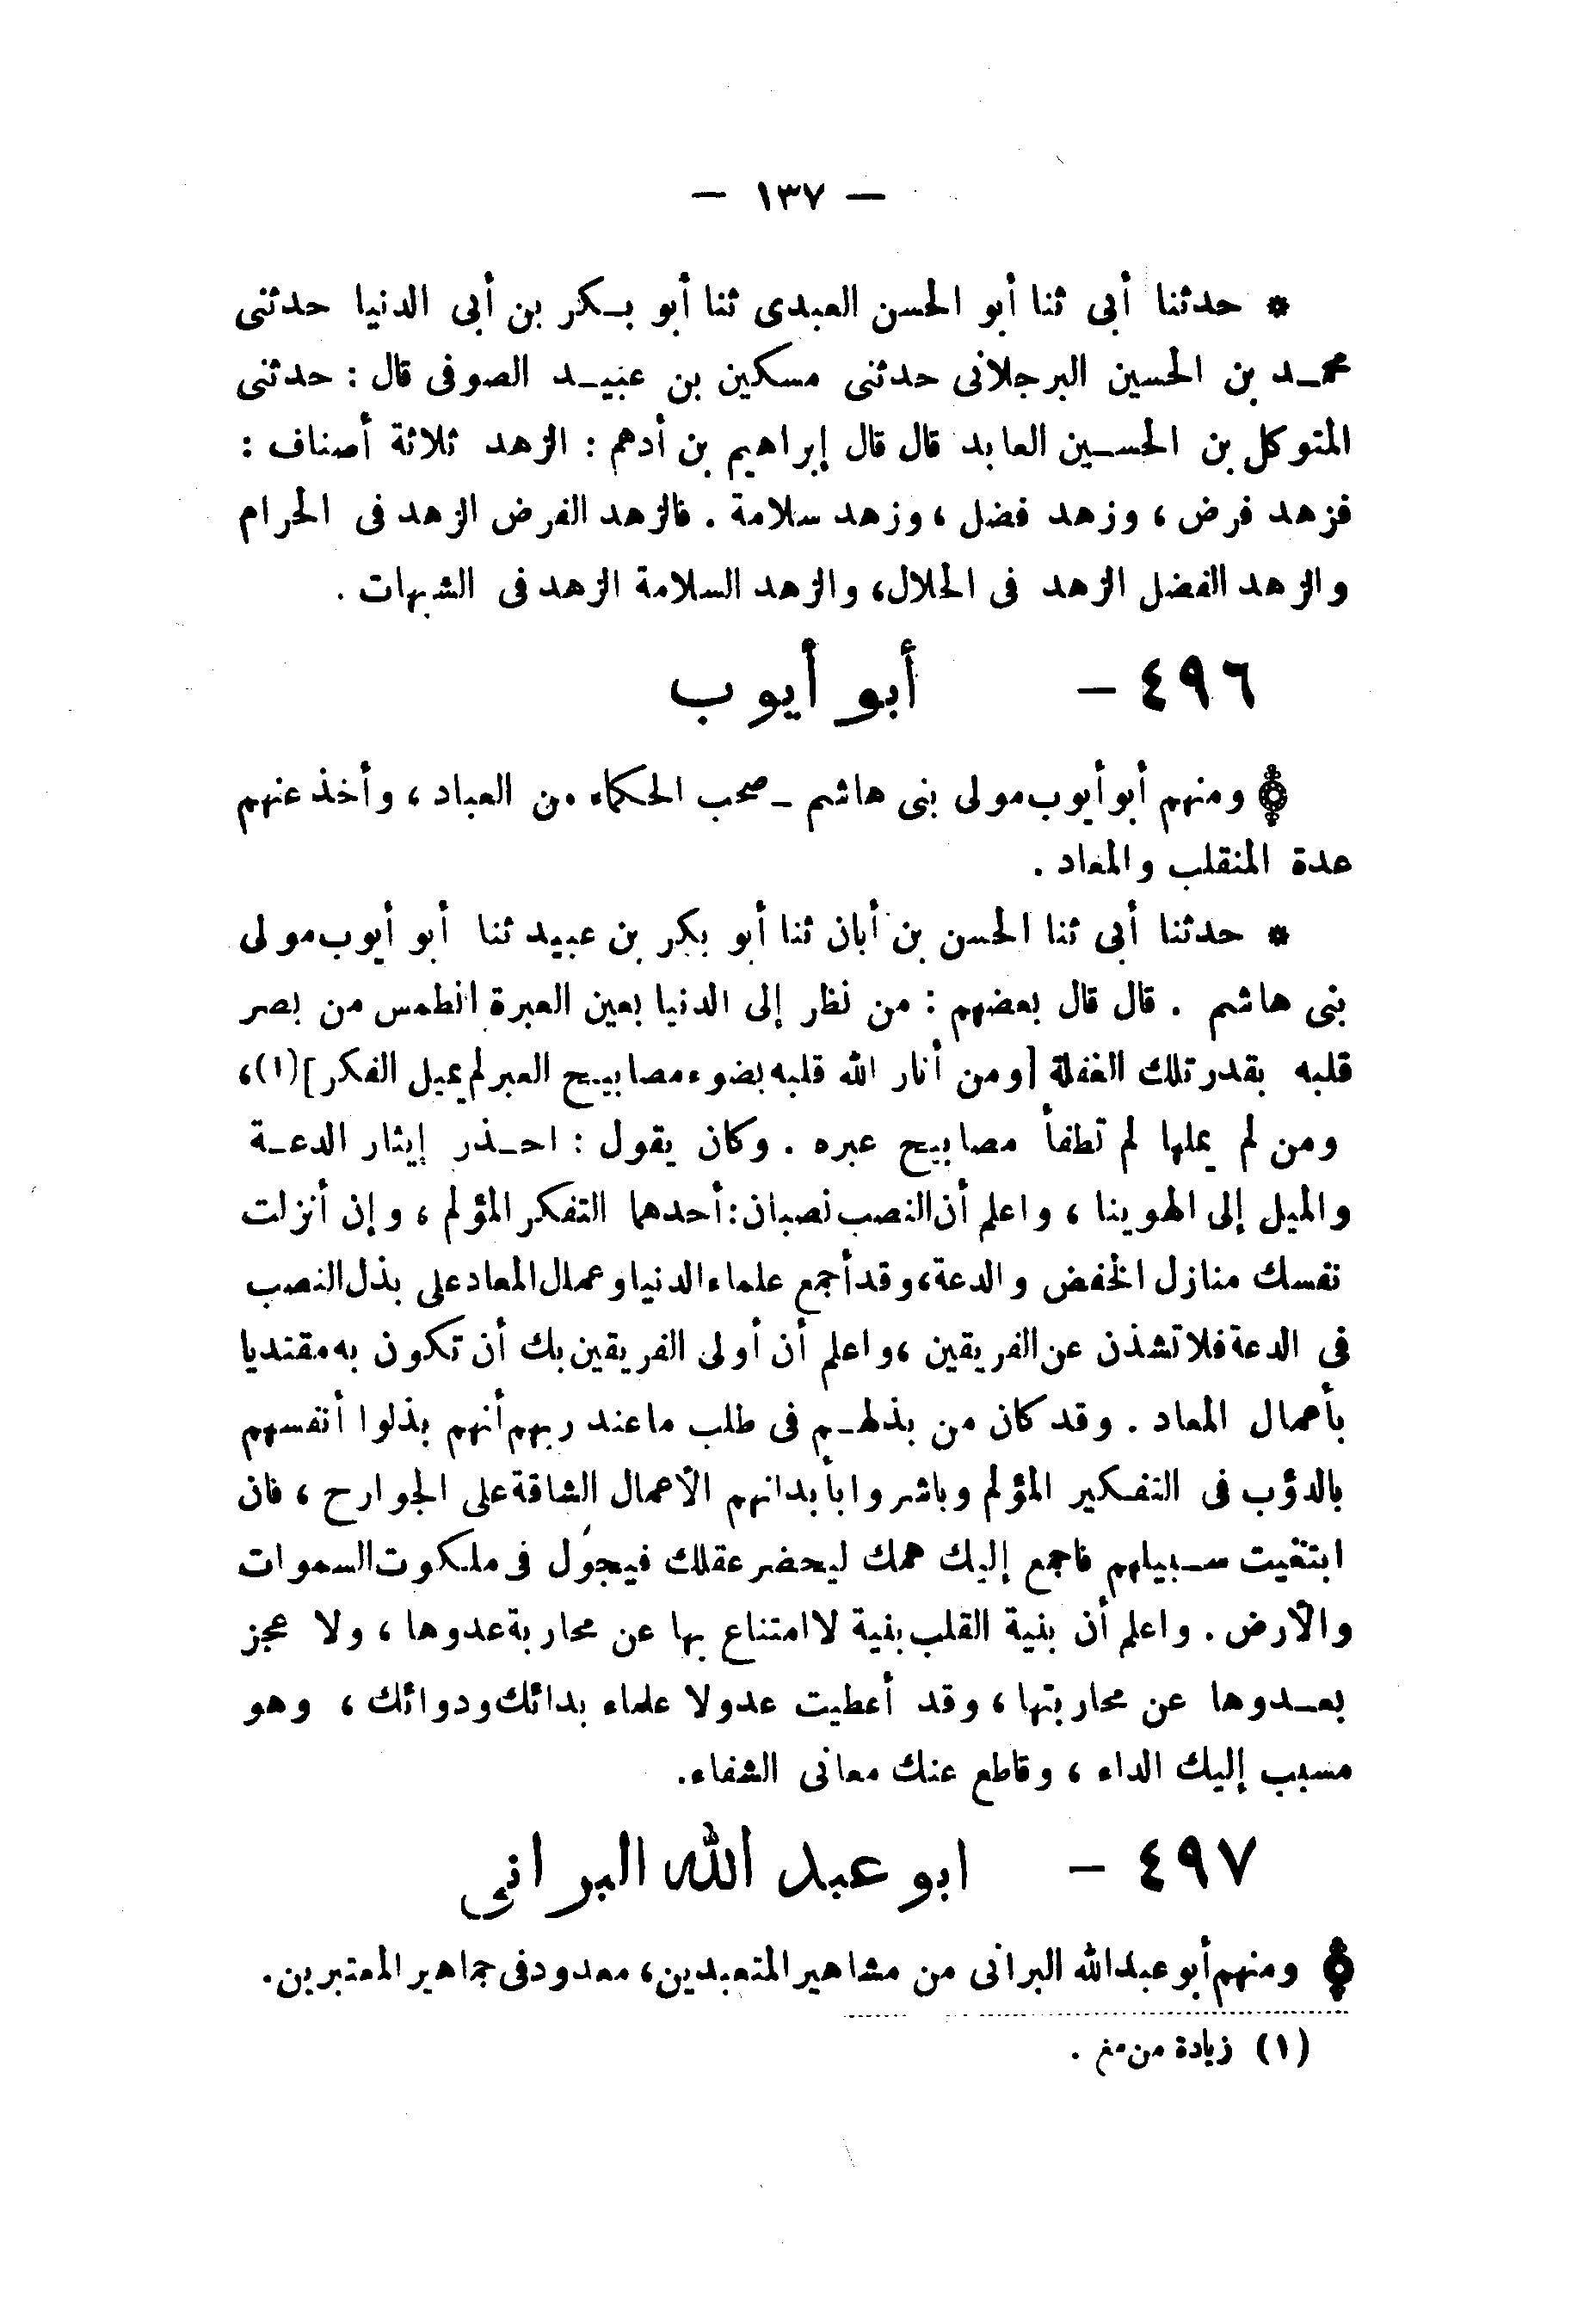 — ١٣٧ —
* حدثنا أبى ثنا أبو الحسن العبدى ثنا أبو بكر بن أبى الدنيا حدثنى
محمد بن الحسين البرجلانى حدثنى مسكين بن عنبيد الصوفى قال : حدثنى
المتوكل بن الحسين العابد قال قال إبراهيم بن أدهم : الزهد ثلاثة أصناف :
فزهد فرض ، وزهد فضل ، وزهد سلامة . فالزهد الفرض الزهد فى الحرام
والزهد الفضل الزهد فى الحلال، والزهد السلامة الزهد فى الشبهات .
٤٩٦ – أبو أيوب
ومنهم أبو أيوب مولى بنى هاشم – صحب الحكماء من العباد ، وأخذ عنهم
عدة المنقلب والمعاد .
* حدثنا أبى ثنا الحسن بن أبان ثنا أبو بكر بن عبيد ثنا أبو أيوب مولى
بنى هاشم . قال قال بعضهم : من نظر إلى الدنيا بعين العبرة انطمس من بصر
قلبه بقدر تلك الغفلة [ومن أنار الله قلبه بضوء مصابيح العبر لم يميل الفكر](١)،
ومن لم يملها لم تطفأ مصابيح عبره . وكان يقول : احذر إيثار الدعة
والميل إلى الهوينا ، واعلم أن النصب نصبان : أحدهما التفكر المؤلم ، وإن أنزلت
نفسك منازل الخفض والدعة، وقد أجمع علماء الدنيا وعمال المعاد على بذل النصب
فى الدعة فلا تشذن عن الفريقين ، واعلم أن أولى الفريقين بك أن تكون به مقتديا
بأعمال المعاد . وقد كان من بذلهم فى طلب ما عند ربهم أنهم بذلوا أنفسهم
بالدؤب فى التفكير المؤلم وباشروا بأبدانهم الأعمال الشاقة على الجوارح ، فان
ابتغيت سبيلهم فاجمع إليك همك ليحضر عقلك فيجول فى ملكوت السموات
والأرض . واعلم أن بنية القلب بنية لا امتناع بها عن محاربة عدوها ، ولا عجز
بعدوها عن محاربتها ، وقد أعطيت عدولا علماء بدائك ودوائك ، وهو
مسبب إليك الداء ، وقاطع عنك معانى الشفاء.
٤٩٧ – ابو عبد الله البرانى
ومنهم أبو عبد الله البرانى من مشاهير المتعبدين، معدود فى جماهير المعتبرين.
(١) زيادة من مغ .